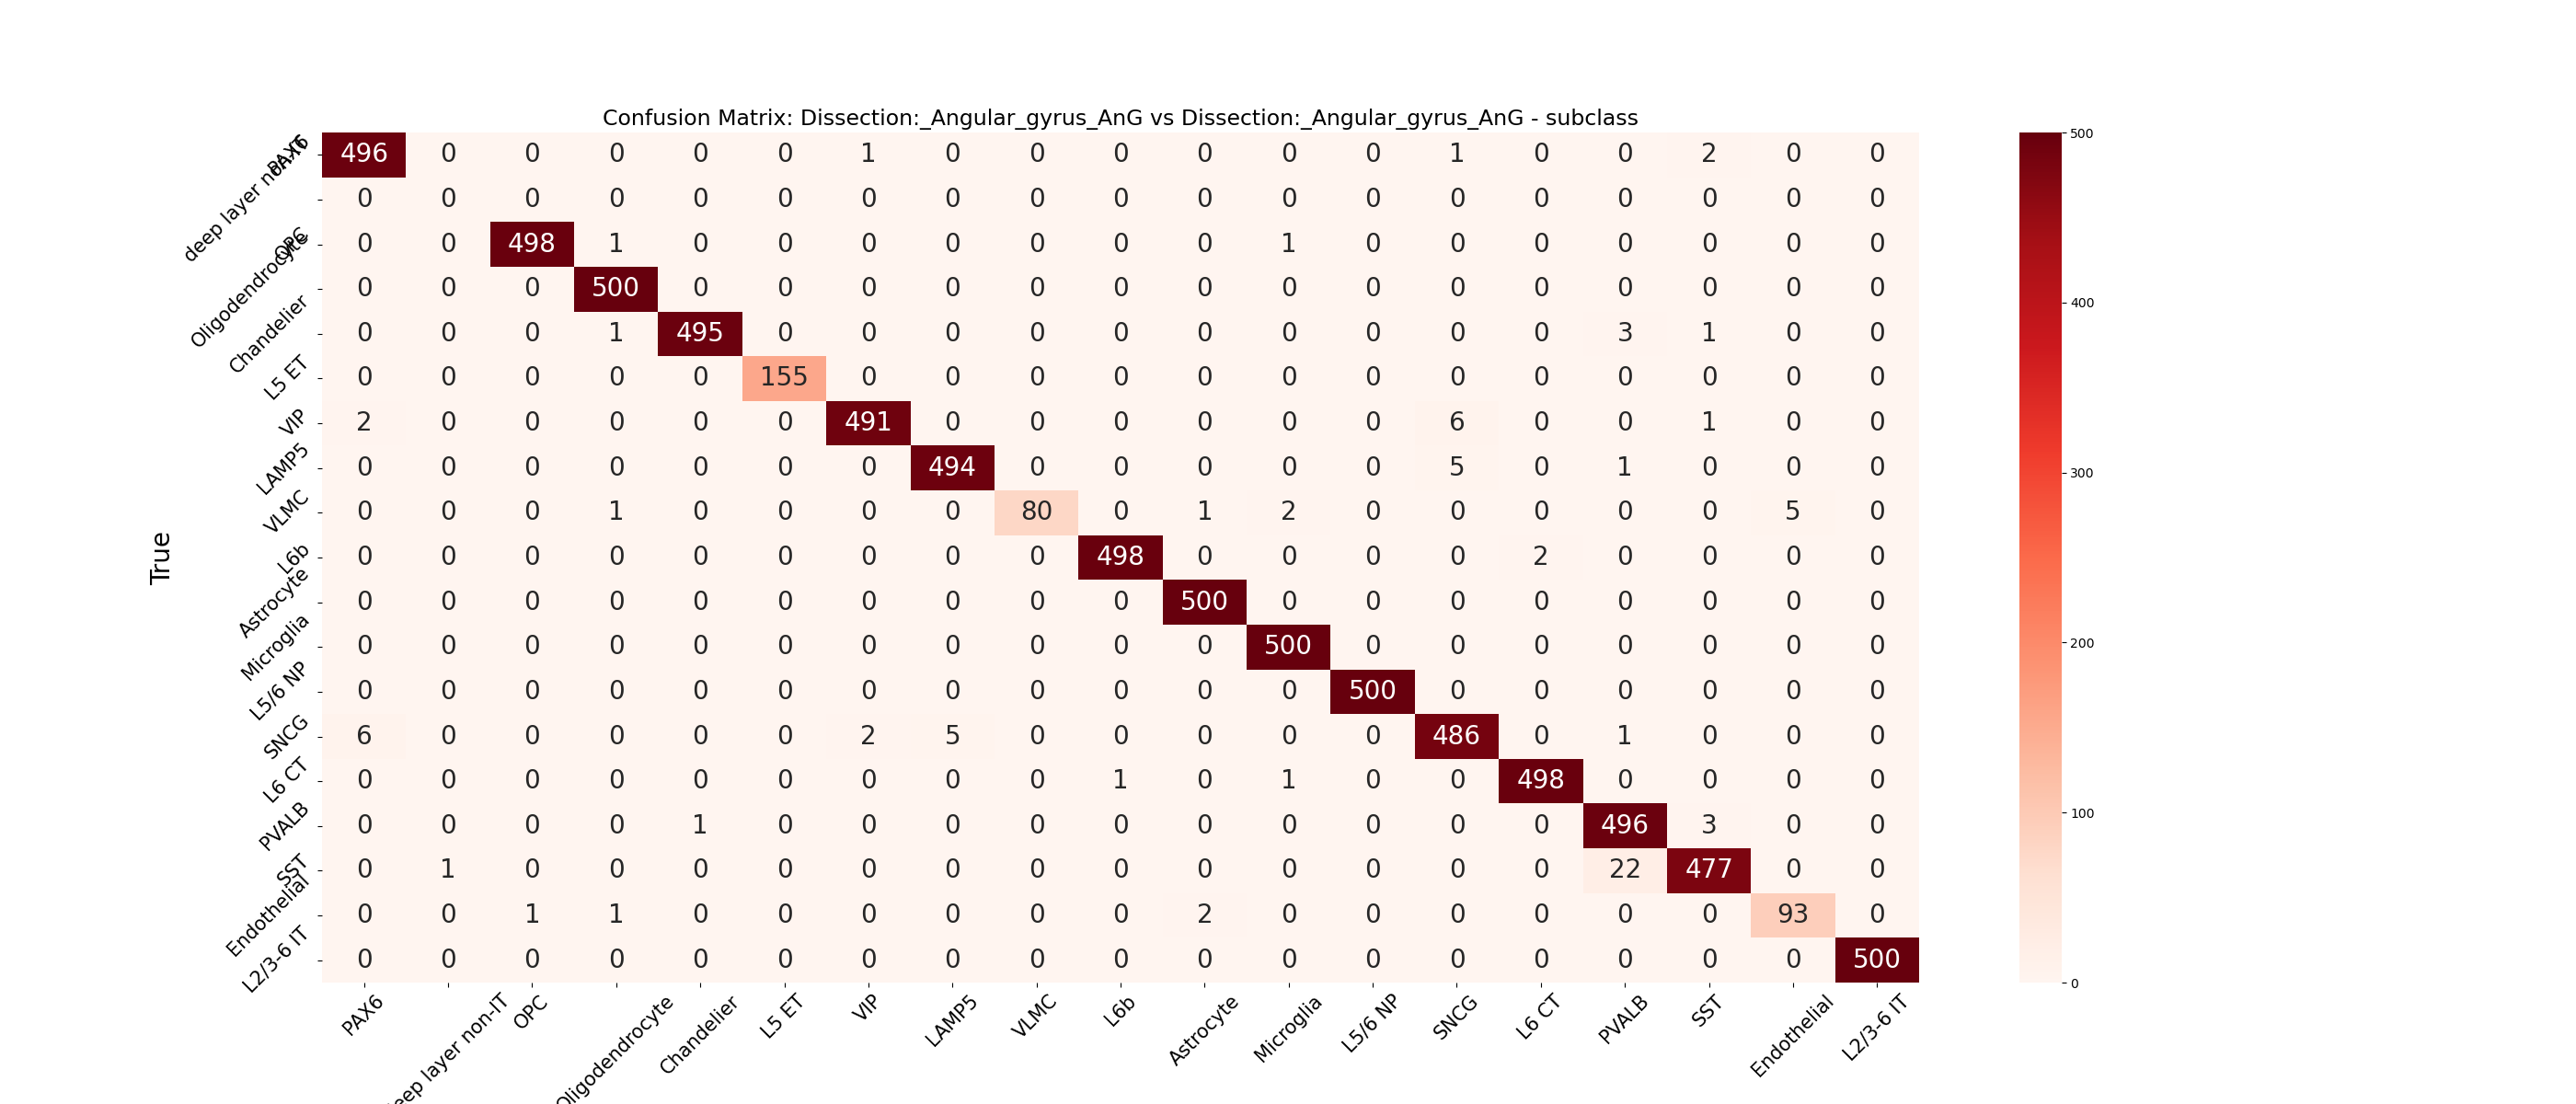 Confusion Matrix: Dissection:_Angular_gyrus_AnG vs Dissection:_Angular_gyrus_AnG - subclass
True
PAX6 496 0 0 0 0 0 1 0 0 0 0 0 0 1 0 0 2 0 0
deep layer non-IT 0 0 0 0 0 0 0 0 0 0 0 0 0 0 0 0 0 0 0
OPC 0 0 498 1 0 0 0 0 0 0 0 1 0 0 0 0 0 0 0
Oligodendrocyte 0 0 0 500 0 0 0 0 0 0 0 0 0 0 0 0 0 0 0
Chandelier 0 0 0 1 495 0 0 0 0 0 0 0 0 0 0 3 1 0 0
L5 ET 0 0 0 0 0 155 0 0 0 0 0 0 0 0 0 0 0 0 0
VIP 2 0 0 0 0 0 491 0 0 0 0 0 0 6 0 0 1 0 0
LAMP5 0 0 0 0 0 0 0 494 0 0 0 0 0 5 0 1 0 0 0
VLMC 0 0 0 1 0 0 0 0 80 0 1 2 0 0 0 0 0 5 0
L6b 0 0 0 0 0 0 0 0 0 498 0 0 0 0 2 0 0 0 0
Astrocyte 0 0 0 0 0 0 0 0 0 0 500 0 0 0 0 0 0 0 0
Microglia 0 0 0 0 0 0 0 0 0 0 0 500 0 0 0 0 0 0 0
L5/6 NP 0 0 0 0 0 0 0 0 0 0 0 0 500 0 0 0 0 0 0
SNCG 6 0 0 0 0 0 2 5 0 0 0 0 0 486 0 1 0 0 0
L6 CT 0 0 0 0 0 0 0 0 0 1 0 1 0 0 498 0 0 0 0
PVALB 0 0 0 0 1 0 0 0 0 0 0 0 0 0 0 496 3 0 0
SST 0 1 0 0 0 0 0 0 0 0 0 0 0 0 0 22 477 0 0
Endothelial 0 0 1 1 0 0 0 0 0 0 2 0 0 0 0 0 0 93 0
L2/3-6 IT 0 0 0 0 0 0 0 0 0 0 0 0 0 0 0 0 0 0 500
PAX6 layer non-IT OPC Oligodendrocyte Chandelier L5 ET VIP LAMP5 VLMC L6b Astrocyte Microglia L5/6 NP SNCG L6 CT PVALB SST Endothelial L2/3-6 IT
500
400
300
200
100
0